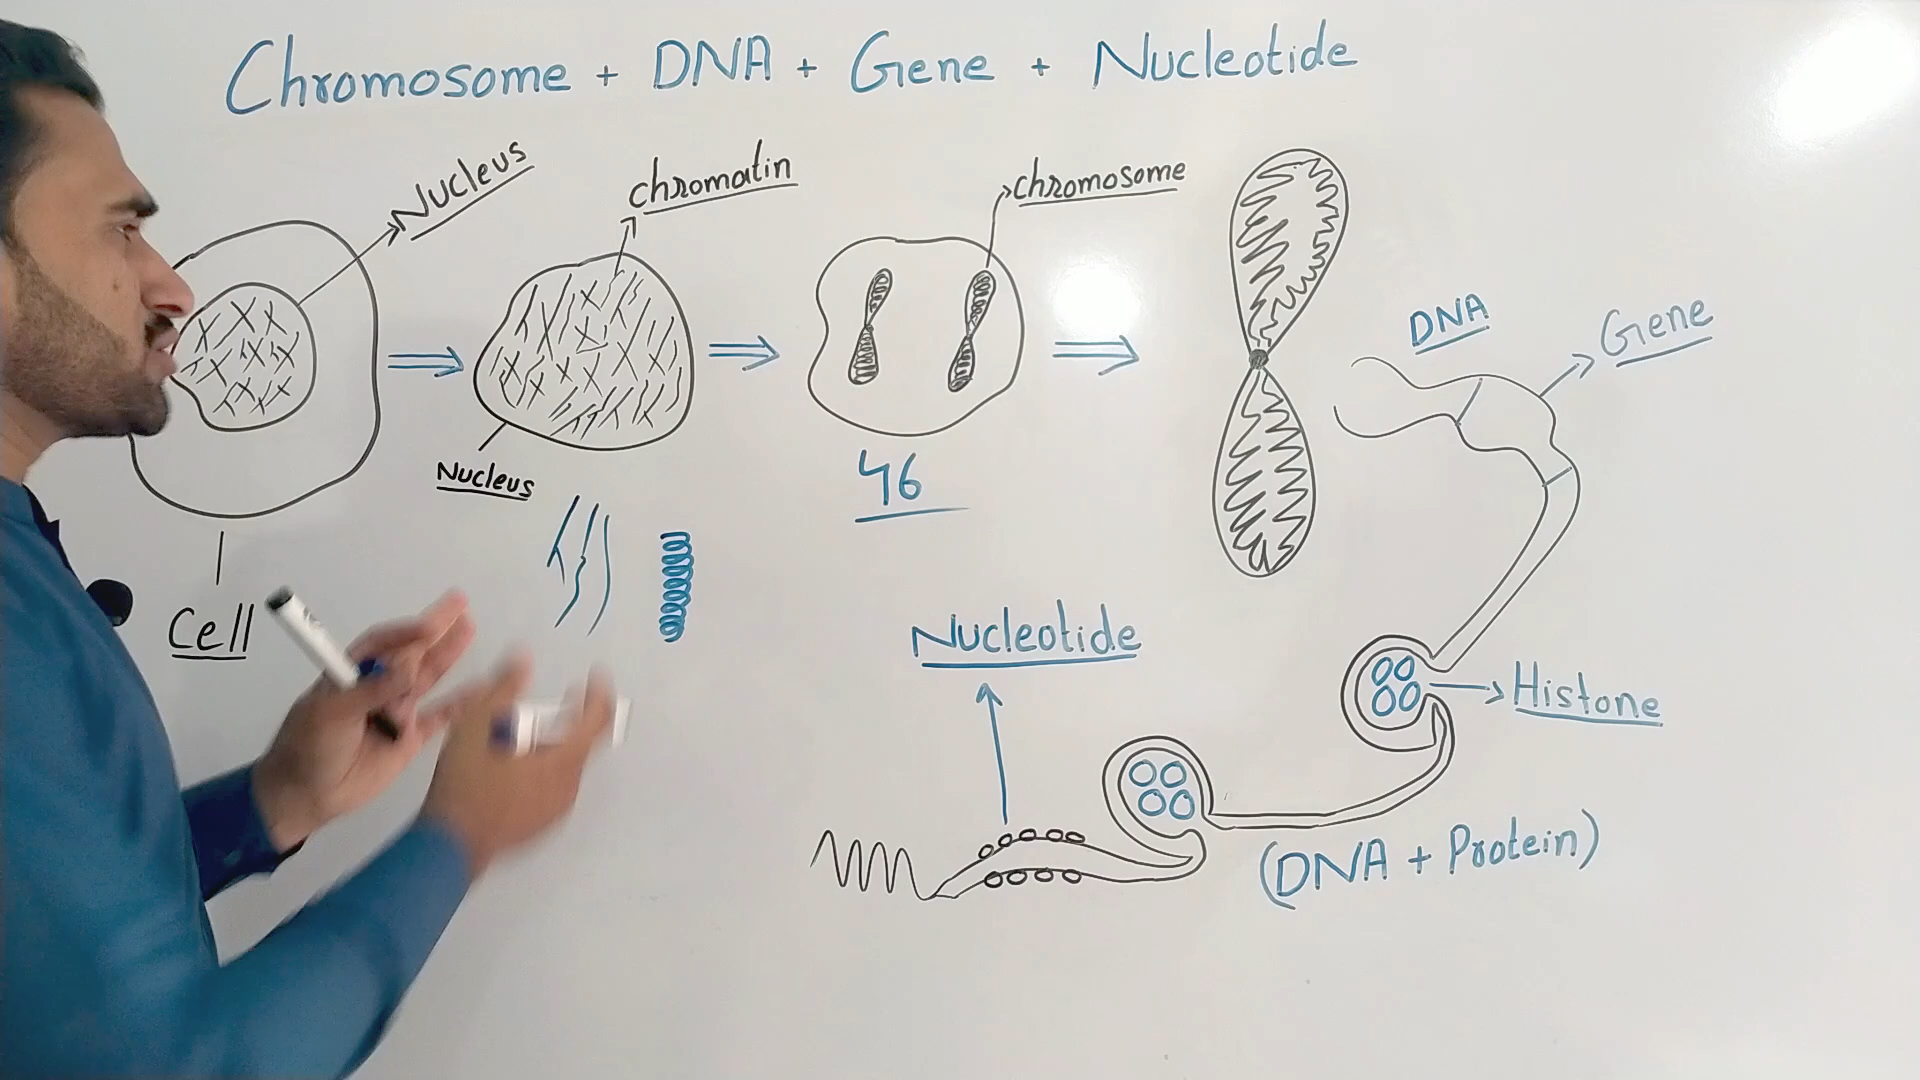 Chromosome + DNA + Gene + Nucleotide
Nucleus
chromatin
chromosome
DNA
Gene
Nucleus
46
Cell
Nucleotide
Histone
(DNA + Protein)